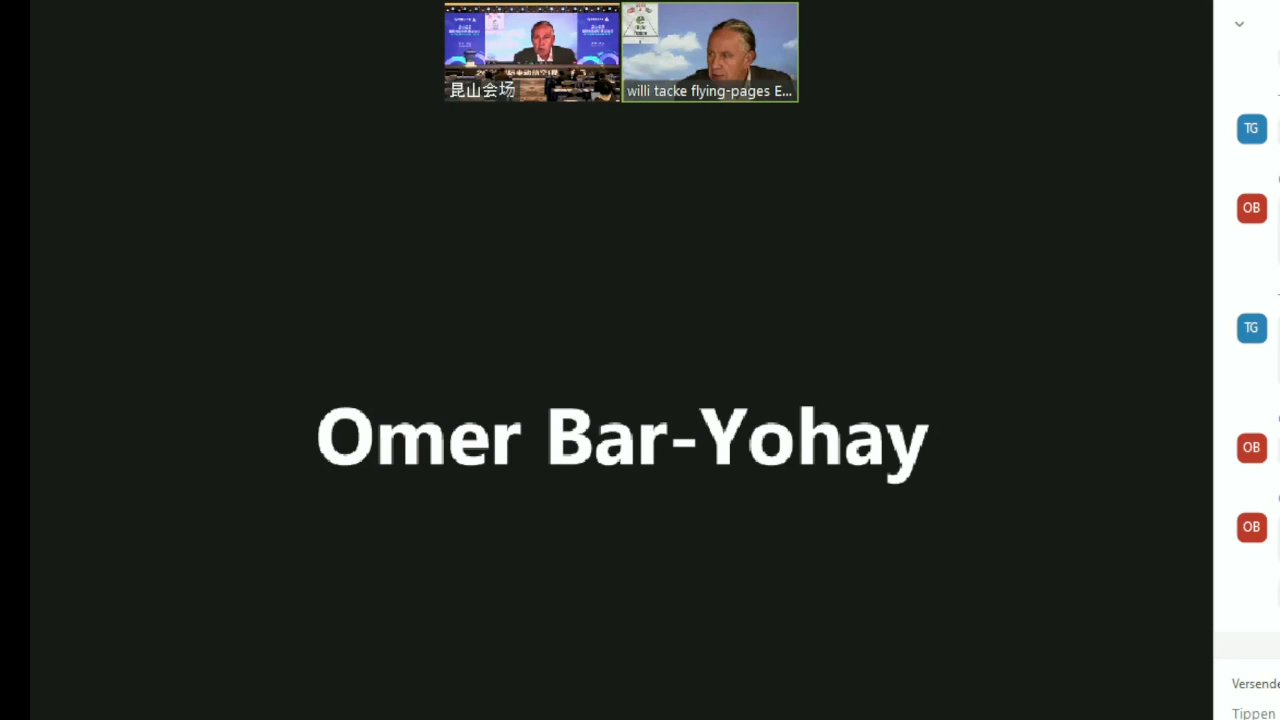 昆山会场
willi tacke flying-pages E...
TG
OB
Omer Bar-Yohay
TG
OB
OB
Versende
Tippen